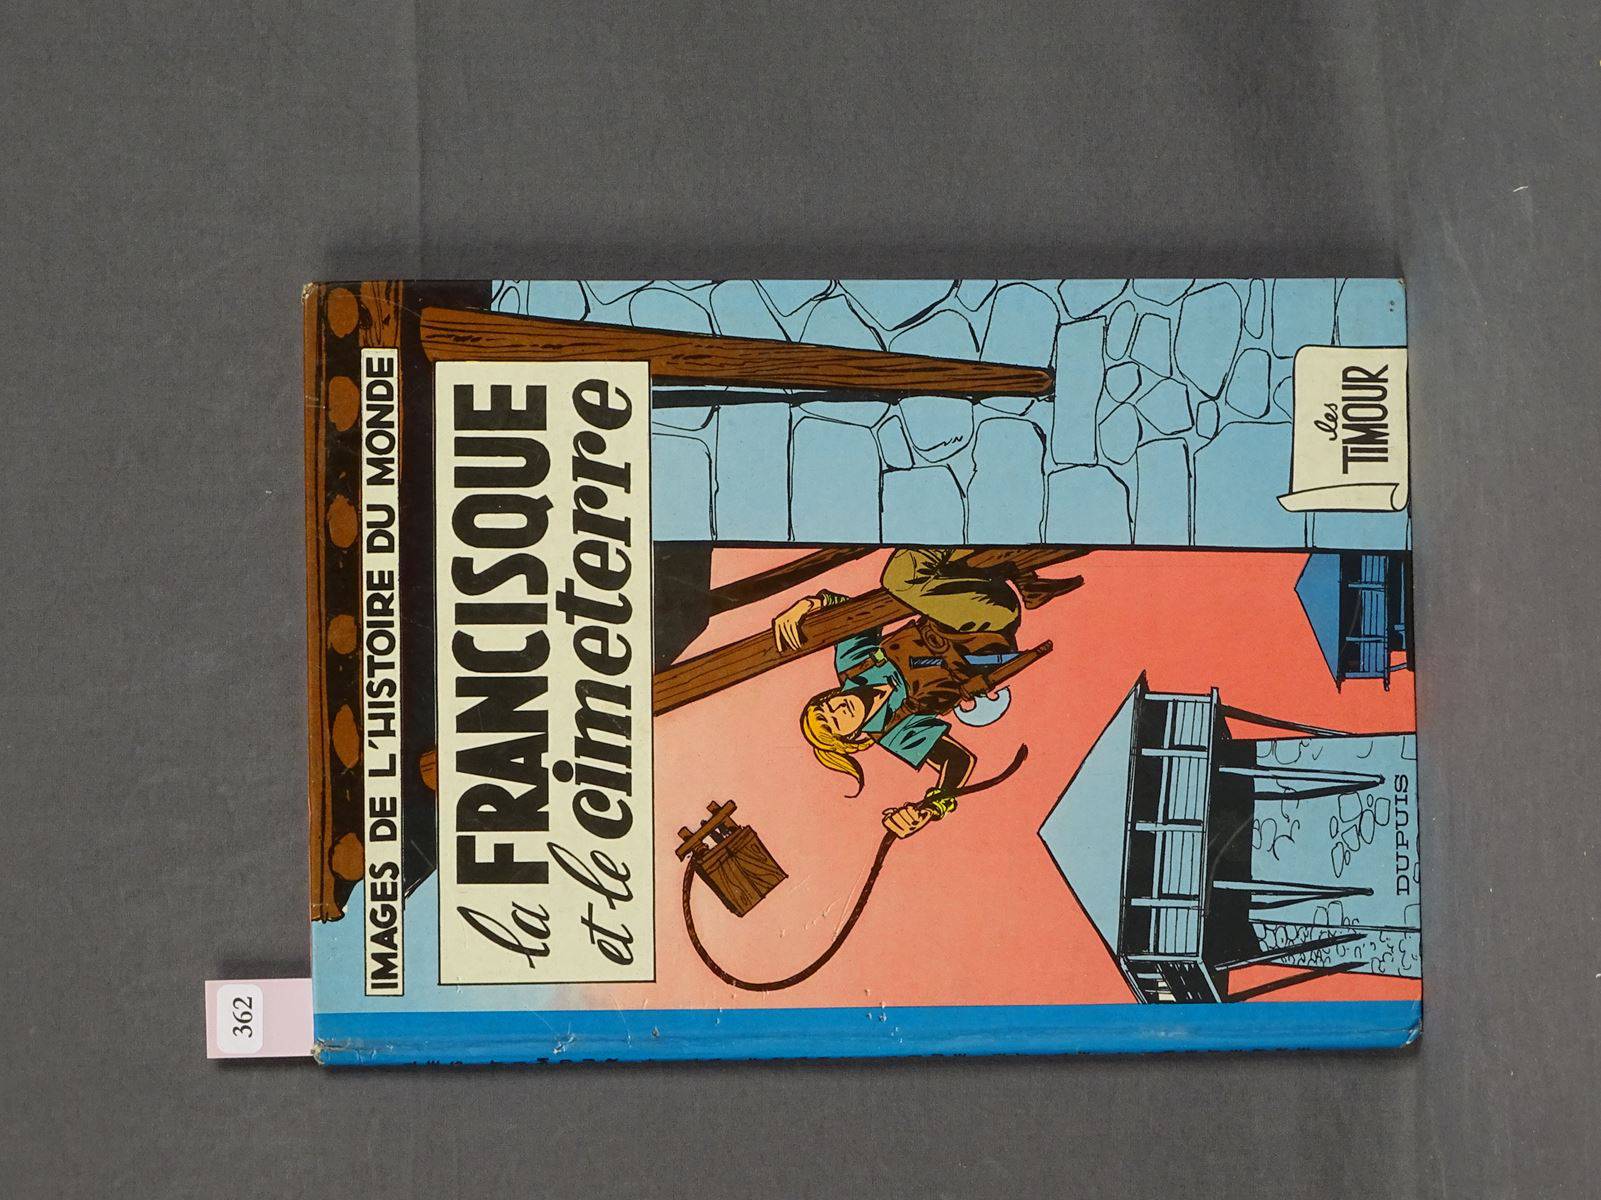 IMAGES DE L'HISTOIRE DU MONDE
la
FRANCISQUE
et le cimeterre
les
TIMOUR
DUPUIS
362